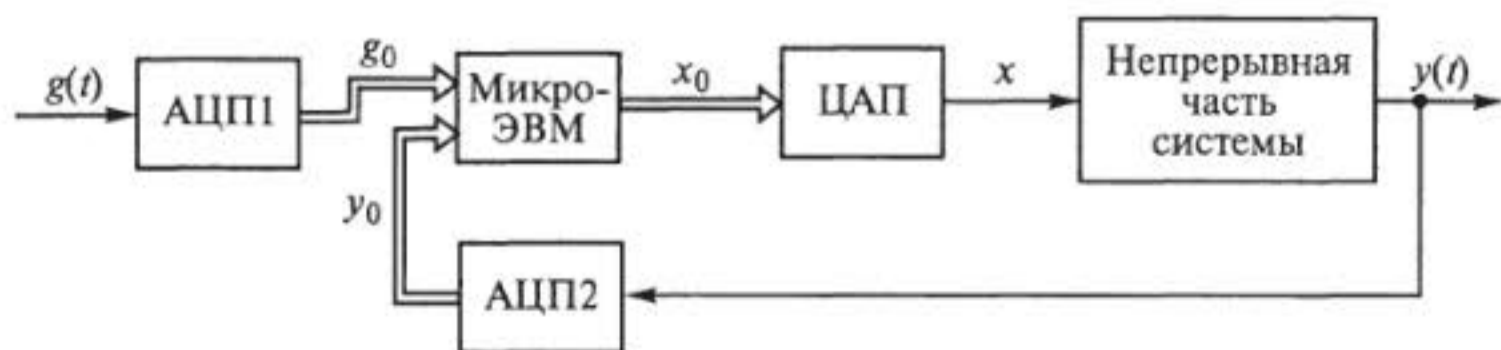 g(t)
АЦП1
g₀
Микро-
ЭВМ
x₀
ЦАП
x
Непрерывная
часть
системы
y(t)
y₀
АЦП2